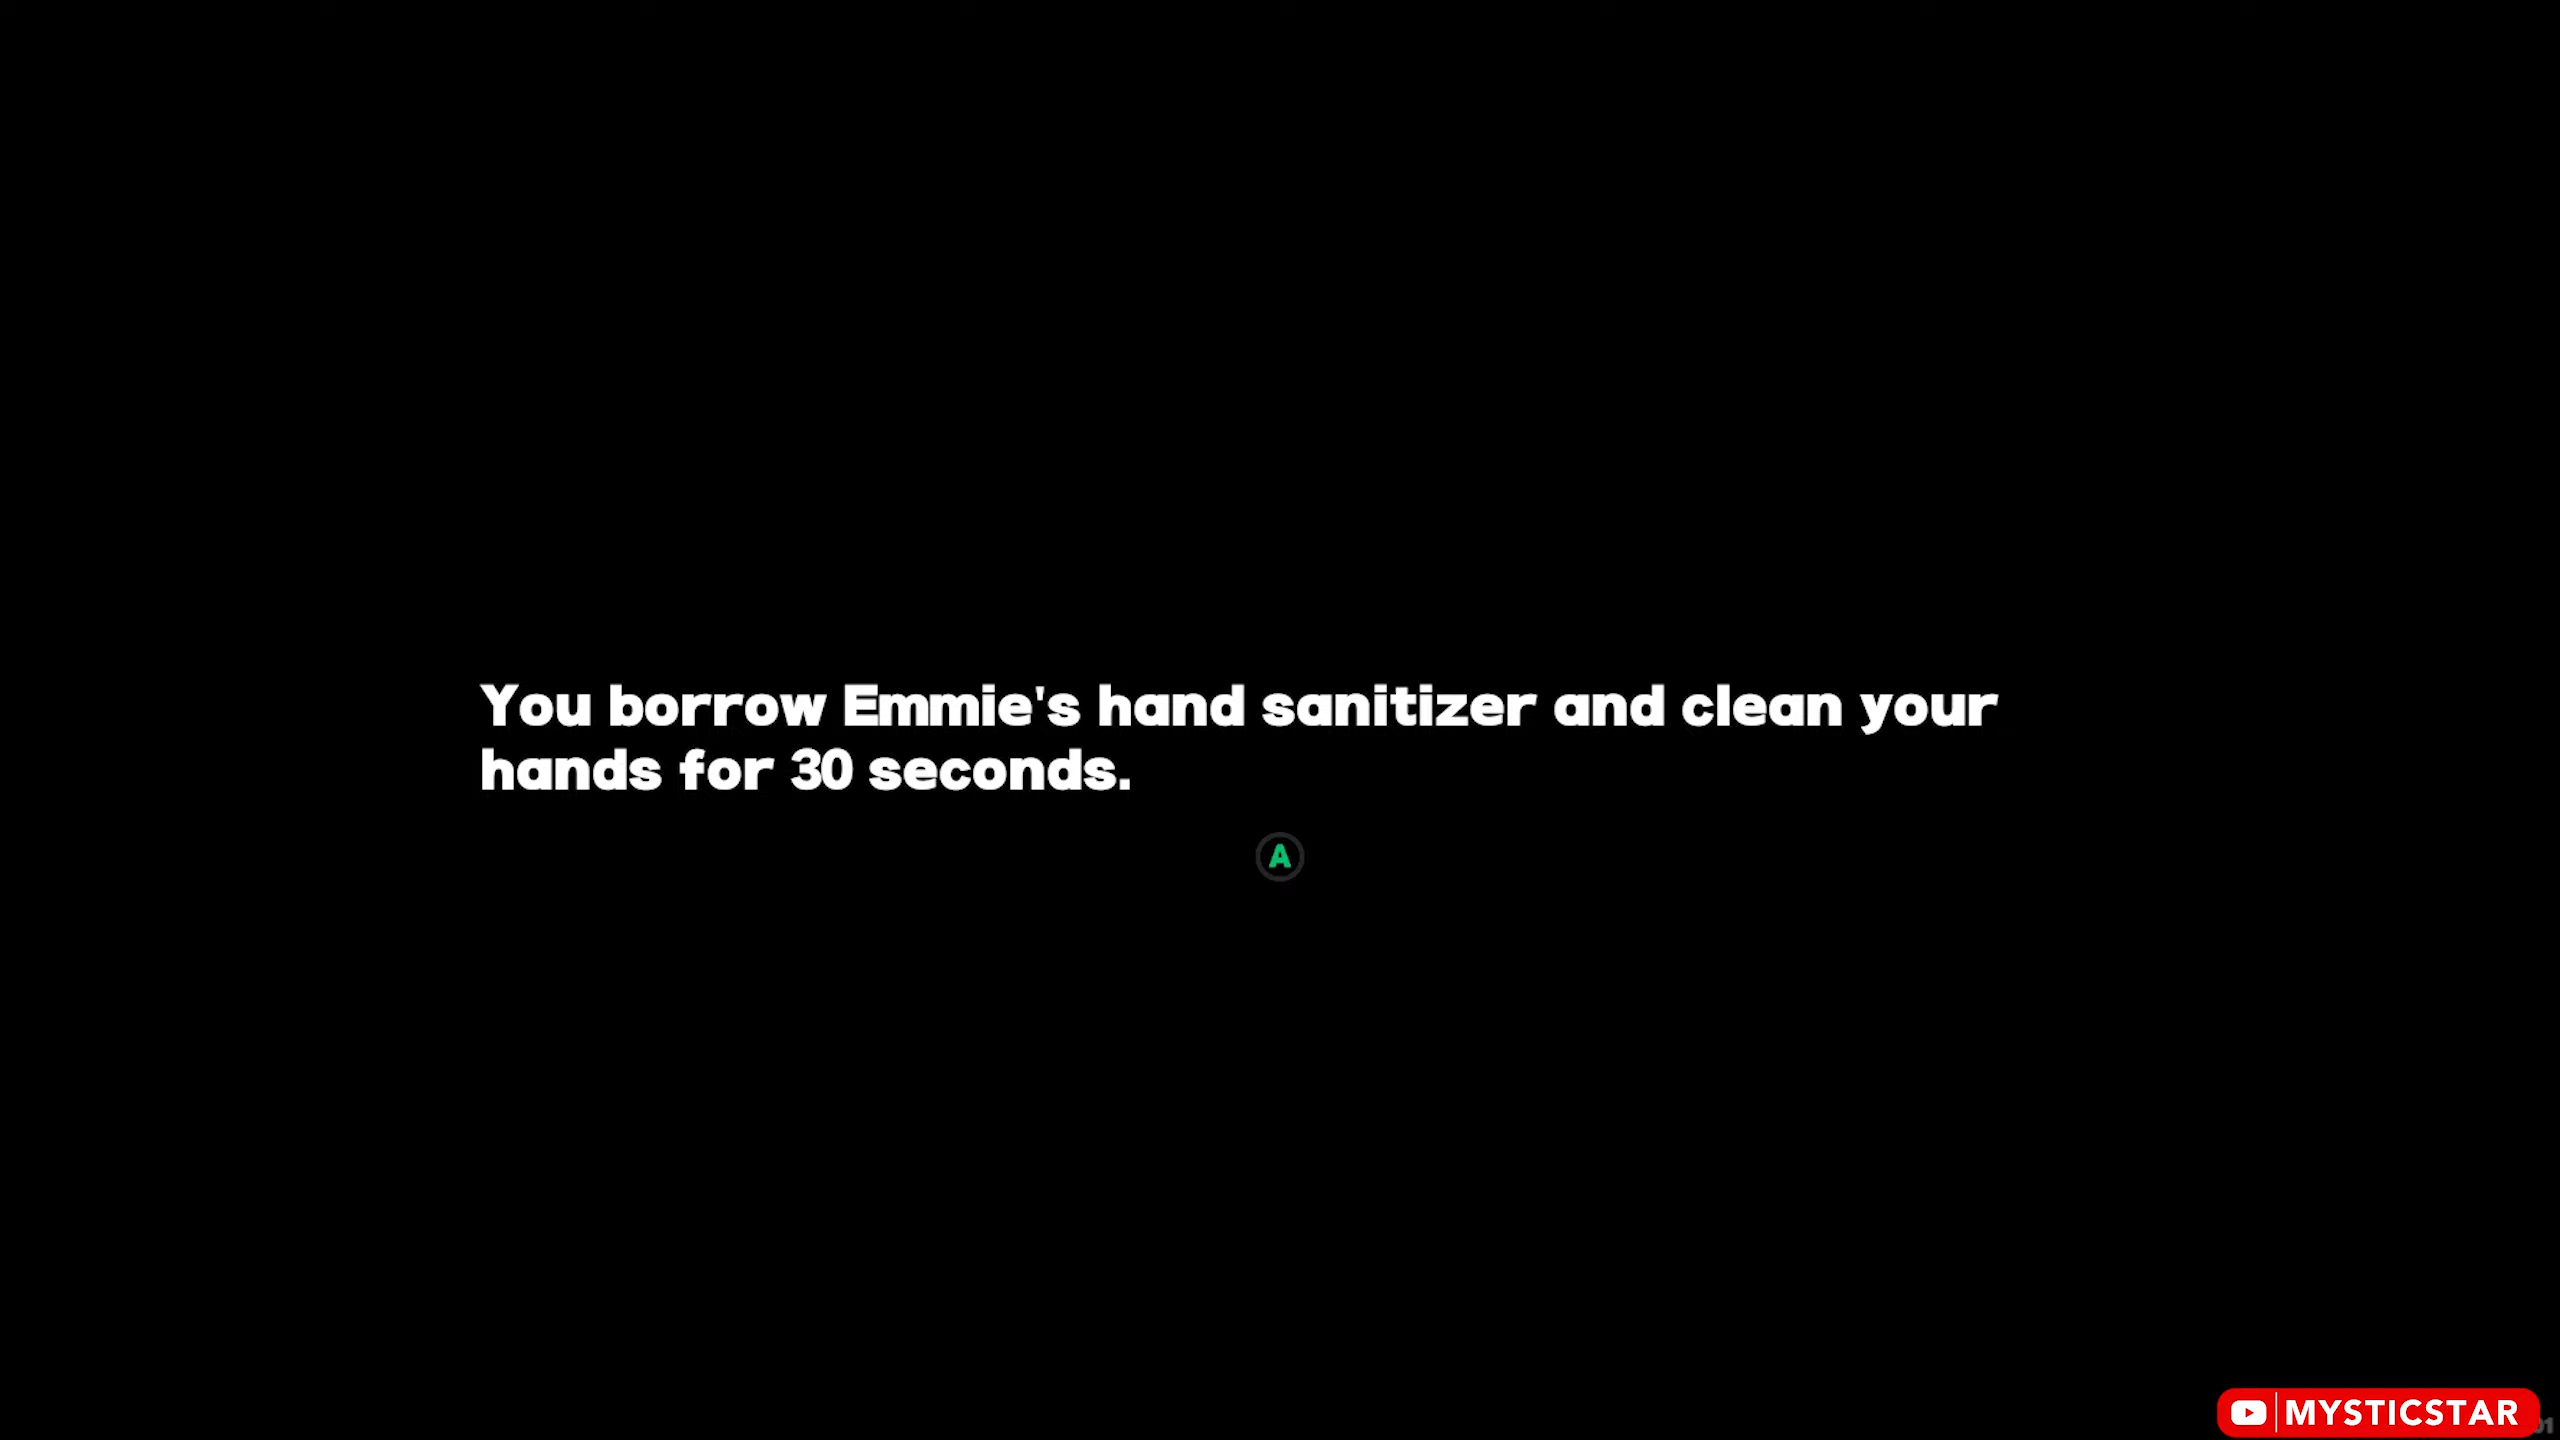 You borrow Emmie's hand sanitizer and clean your
hands for 30 seconds.
A
MYSTICSTAR